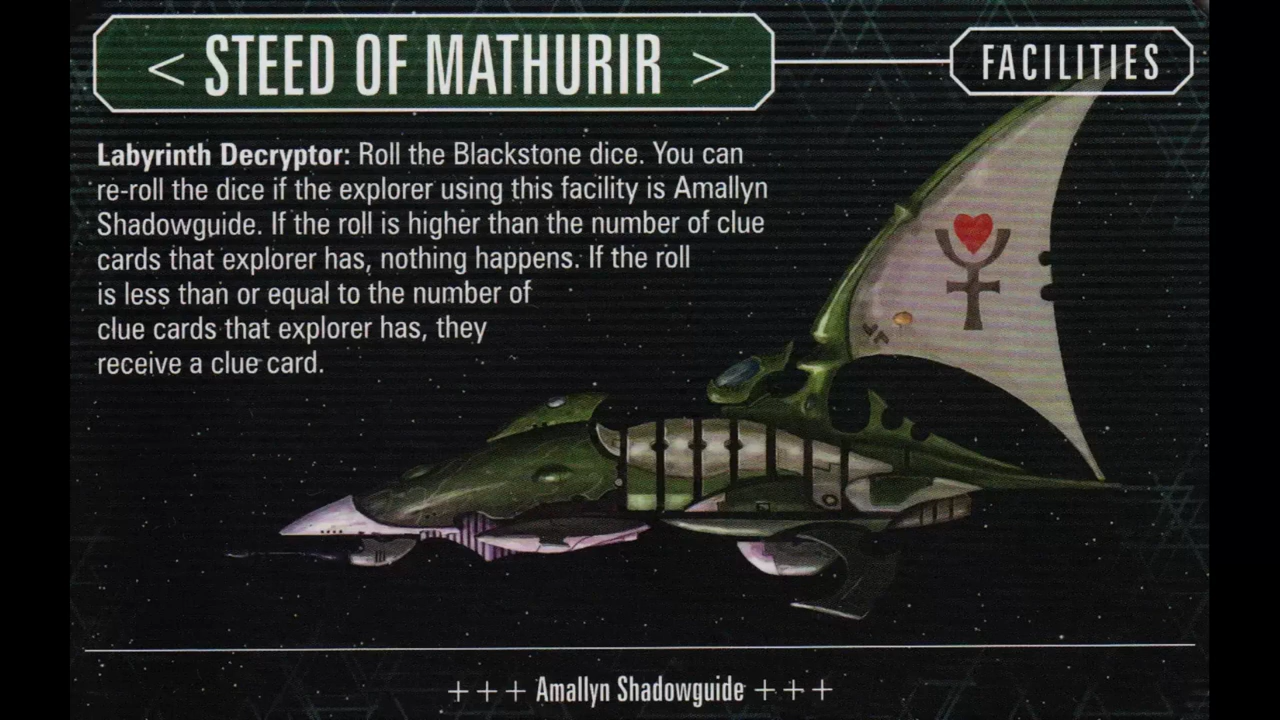 < STEED OF MATHURIR >
FACILITIES
Labyrinth Decryptor: Roll the Blackstone dice. You can
re-roll the dice if the explorer using this facility is Amallyn
Shadowguide. If the roll is higher than the number of clue
cards that explorer has, nothing happens. If the roll
is less than or equal to the number of
clue cards that explorer has, they
receive a clue card.
+ + + Amallyn Shadowguide + + +